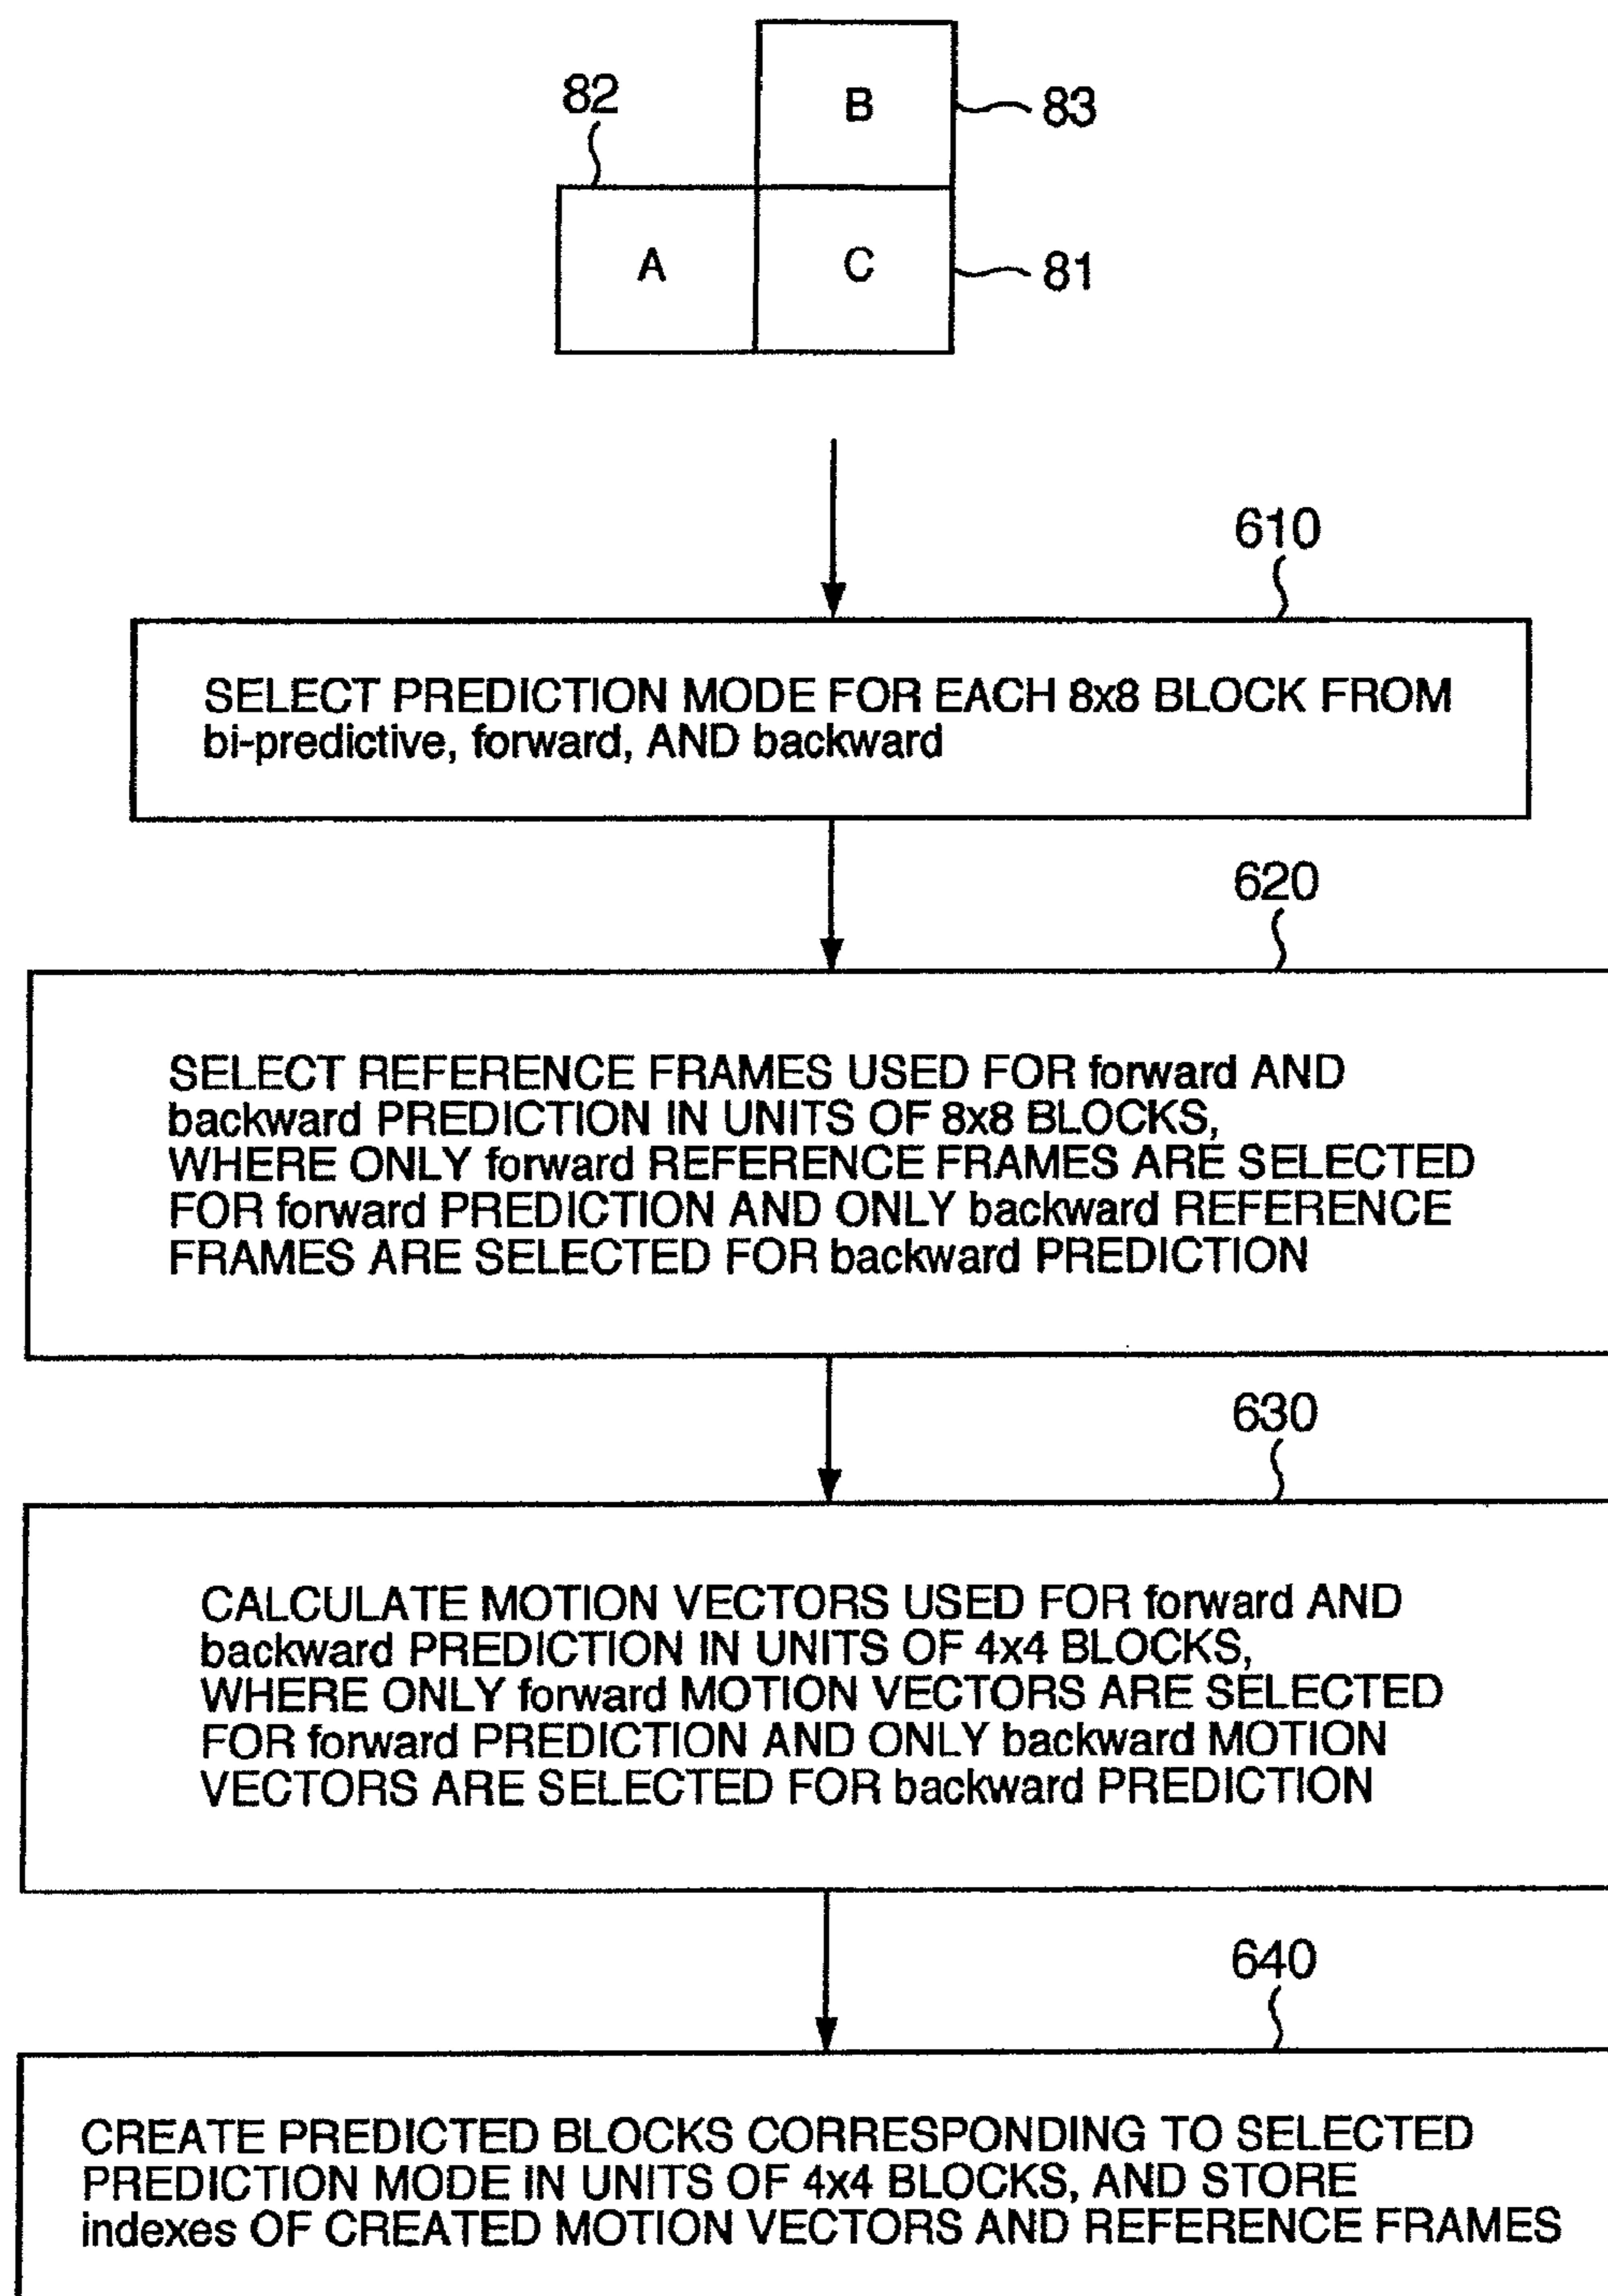 82
B
83
A
C
81
610
SELECT PREDICTION MODE FOR EACH 8x8 BLOCK FROM
bi-predictive, forward, AND backward
620
SELECT REFERENCE FRAMES USED FOR forward AND
backward PREDICTION IN UNITS OF 8x8 BLOCKS,
WHERE ONLY forward REFERENCE FRAMES ARE SELECTED
FOR forward PREDICTION AND ONLY backward REFERENCE
FRAMES ARE SELECTED FOR backward PREDICTION
630
CALCULATE MOTION VECTORS USED FOR forward AND
backward PREDICTION IN UNITS OF 4x4 BLOCKS,
WHERE ONLY forward MOTION VECTORS ARE SELECTED
FOR forward PREDICTION AND ONLY backward MOTION
VECTORS ARE SELECTED FOR backward PREDICTION
640
CREATE PREDICTED BLOCKS CORRESPONDING TO SELECTED
PREDICTION MODE IN UNITS OF 4x4 BLOCKS, AND STORE
indexes OF CREATED MOTION VECTORS AND REFERENCE FRAMES